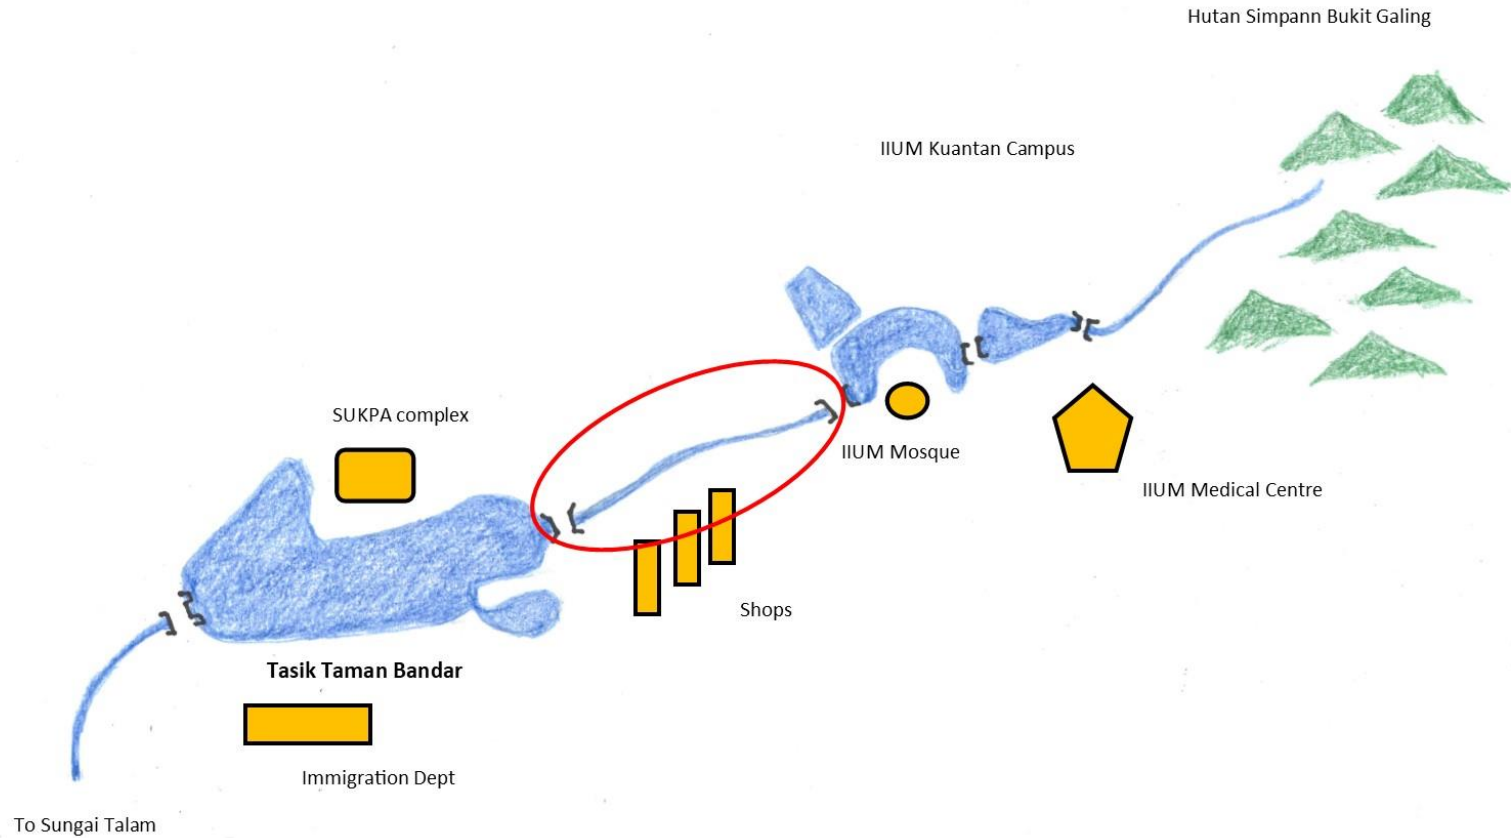 Hutan Simpann Bukit Galing
IIUM Kuantan Campus
SUKPA complex
IIUM Mosque
IIUM Medical Centre
Shops
Tasik Taman Bandar
Immigration Dept
To Sungai Talam